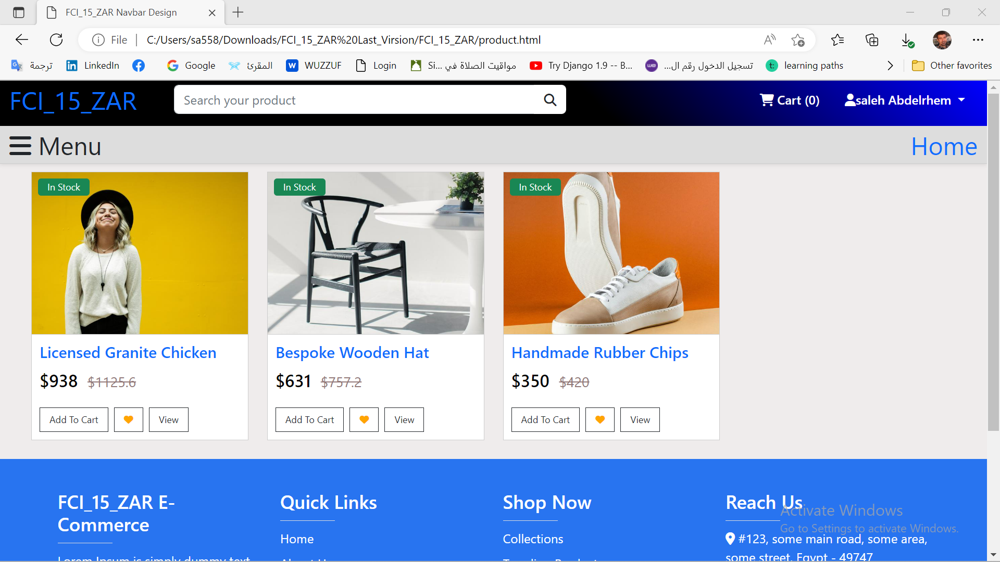 FCI_15_ZAR Navbar Design
File
C:/Users/sa558/Downloads/FCI_15_ZAR%20Last_Virsion/FCI_15_ZAR/product.html
ترجمة
LinkedIn
Google
المقرئ
WUZZUF
Login
مواقيت الصلاة في Si...
Try Django 1.9 -- B...
تسجيل الدخول رقم ال...
learning paths
Other favorites
FCI_15_ZAR
Search your product
Cart (0)
saleh Abdelrhem
Menu
Home
In Stock
In Stock
In Stock
Licensed Granite Chicken
$938 $1125.6
Add To Cart
View
Bespoke Wooden Hat
$631 $757.2
Add To Cart
View
Handmade Rubber Chips
$350 $420
Add To Cart
View
FCI_15_ZAR E-
Commerce
Lorem Ipsum is simply dummy text
Quick Links
Home
Shop Now
Collections
Reach Us
#123, some main road, some area,
some street, Egypt - 49747
Activate Windows
Go to Settings to activate Windows.